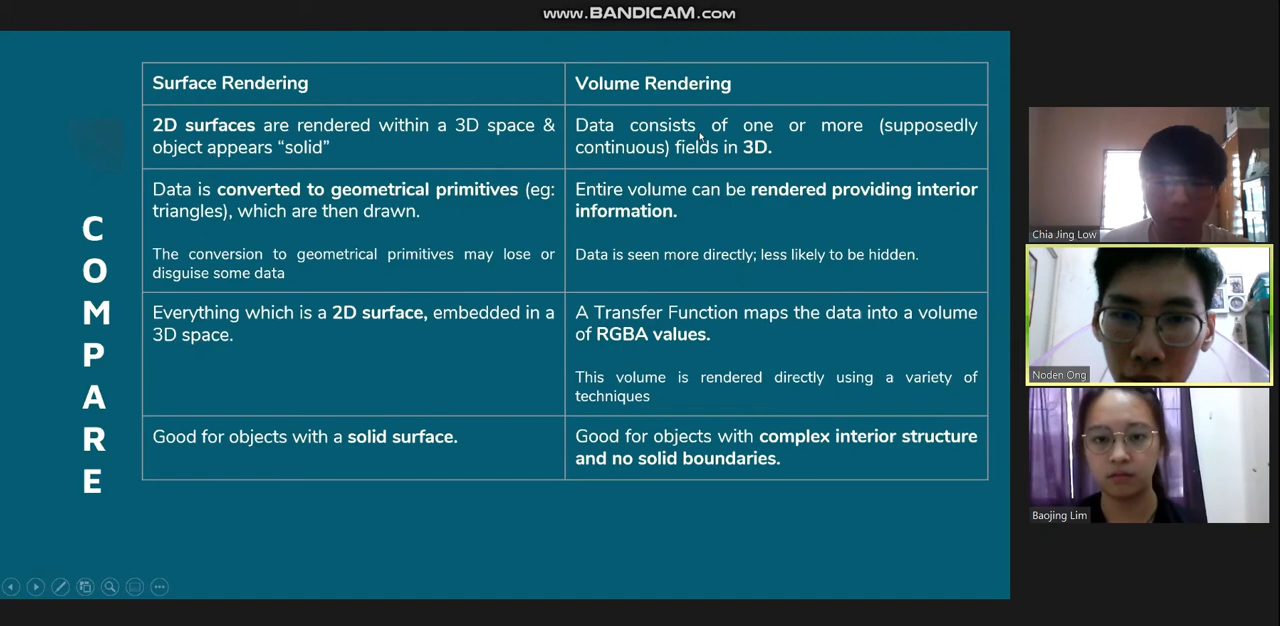 www.BANDICAM.com
Surface Rendering
Volume Rendering
2D surfaces are rendered within a 3D space &
object appears “solid”
Data consists of one or more (supposedly
continuous) fields in 3D.
Data is converted to geometrical primitives (eg:
triangles), which are then drawn.
The conversion to geometrical primitives may lose or
disguise some data
Entire volume can be rendered providing interior
information.
Data is seen more directly; less likely to be hidden.
Everything which is a 2D surface, embedded in a
3D space.
A Transfer Function maps the data into a volume
of RGBA values.
This volume is rendered directly using a variety of
techniques
Good for objects with a solid surface.
Good for objects with complex interior structure
and no solid boundaries.
C
O
M
P
A
R
E
Chia Jing Low
Noden Ong
Baojing Lim